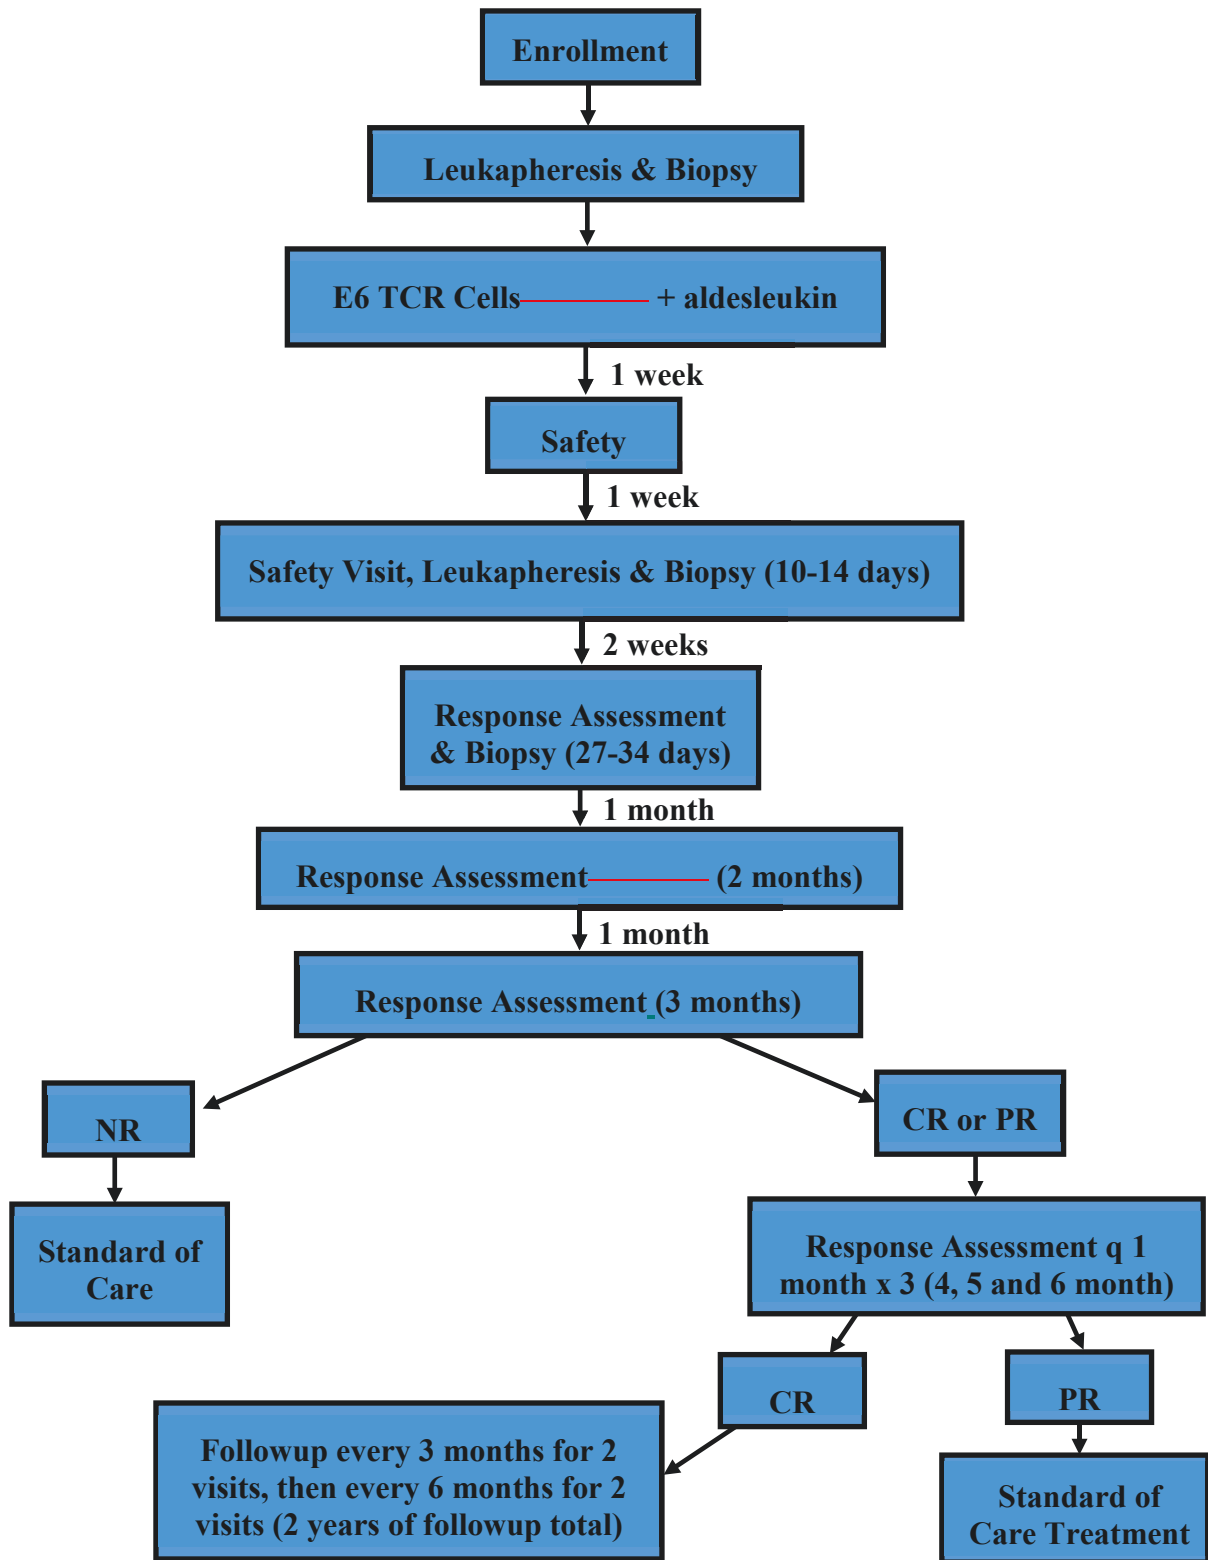 Enrollment
Leukapheresis & Biopsy
E6 TCR Cells + aldesleukin
1 week
Safety
1 week
Safety Visit, Leukapheresis & Biopsy (10-14 days)
2 weeks
Response Assessment
& Biopsy (27-34 days)
1 month
Response Assessment (2 months)
1 month
Response Assessment (3 months)
NR
CR or PR
Standard of
Care
Response Assessment q 1
month x 3 (4, 5 and 6 month)
CR
PR
Followup every 3 months for 2
visits, then every 6 months for 2
visits (2 years of followup total)
Standard of
Care Treatment